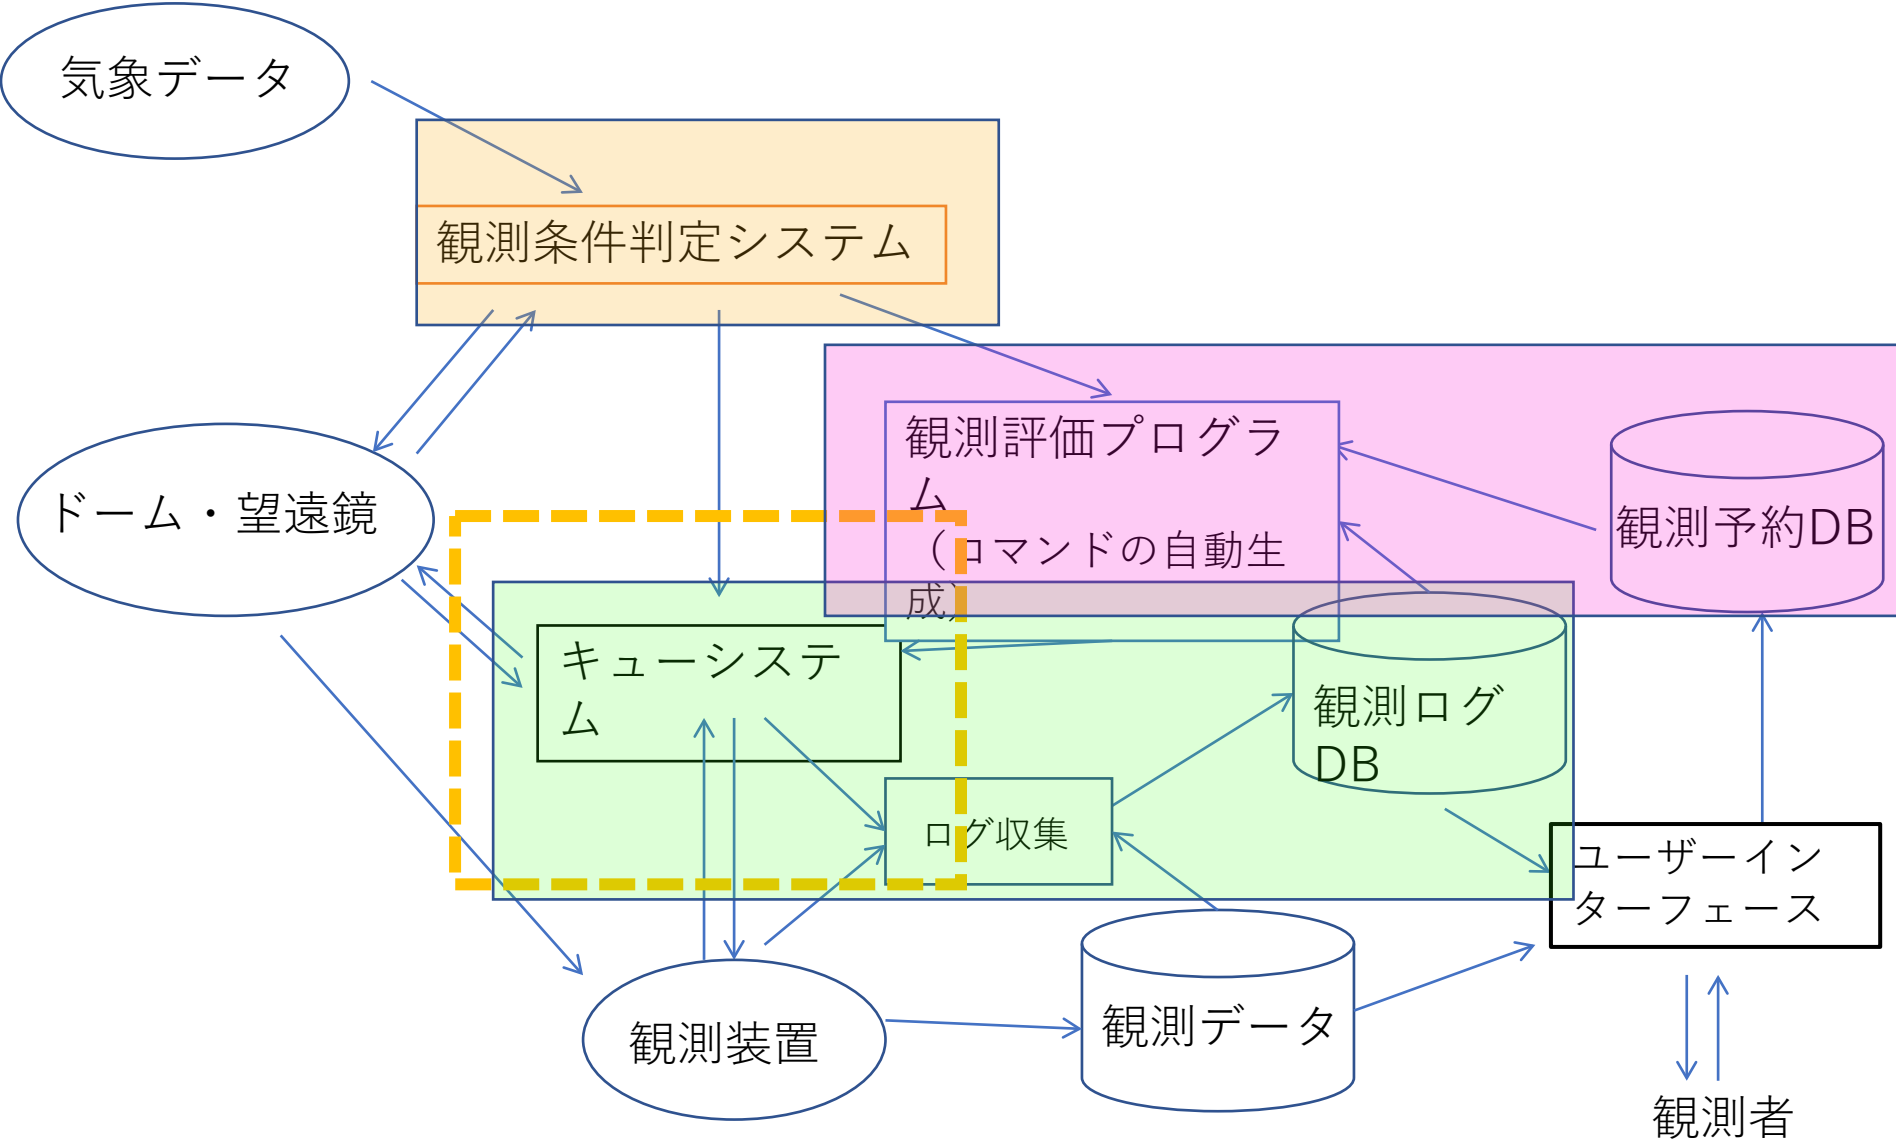 気象データ
観測条件判定システム
観測評価プログラ
ム
（コマンドの自動生
成）
観測予約DB
ドーム・望遠鏡
キューシステ
ム
観測ログ
DB
ログ収集
ユーザーイン
ターフェース
観測装置
観測データ
観測者